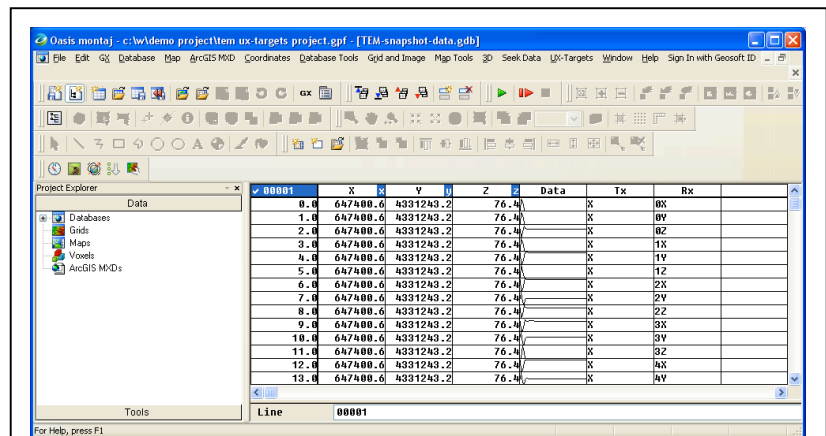 Oasis montaj - c:\w\demo project\tem ux-targets project.gpf - [TEM-snapshot-data.gdb]
File Edit GX Database Map ArcGIS MXD Coordinates Database Tools Grid and Image Map Tools 3D Seek Data UX-Targets Window Help Sign In with Geosoft ID
GX
Project Explorer
Data
Databases
Grids
Maps
Voxels
ArcGIS MXDs
Tools
00001 X x Y y Z z Data Tx Rx
0.0 647400.6 4331243.2 76.4 X 0X
1.0 647400.6 4331243.2 76.4 X 0Y
2.0 647400.6 4331243.2 76.4 X 0Z
3.0 647400.6 4331243.2 76.4 X 1X
4.0 647400.6 4331243.2 76.4 X 1Y
5.0 647400.6 4331243.2 76.4 X 1Z
6.0 647400.6 4331243.2 76.4 X 2X
7.0 647400.6 4331243.2 76.4 X 2Y
8.0 647400.6 4331243.2 76.4 X 2Z
9.0 647400.6 4331243.2 76.4 X 3X
10.0 647400.6 4331243.2 76.4 X 3Y
11.0 647400.6 4331243.2 76.4 X 3Z
12.0 647400.6 4331243.2 76.4 X 4X
13.0 647400.6 4331243.2 76.4 X 4Y
Line 00001
For Help, press F1